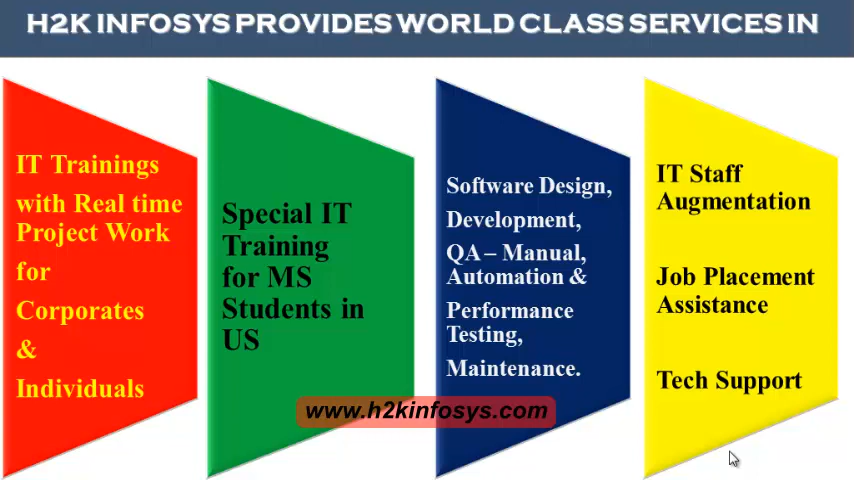 H2K INFOSYS PROVIDES WORLD CLASS SERVICES IN
IT Trainings
with Real time
Project Work
for
Corporates
&
Individuals
Special IT
Training
for MS
Students in
US
Software Design,
Development,
QA – Manual,
Automation &
Performance
Testing,
Maintenance.
IT Staff
Augmentation
Job Placement
Assistance
Tech Support
www.h2kinfosys.com